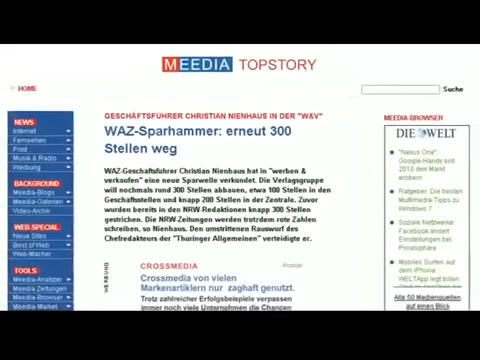 MEEDIA TOPSTORY
HOME
Suche
NEWS
Internet
Fernsehen
Print
Musik & Radio
Werbung
BACKGROUND
Meedia-Blogs
Meedia-Galerien
Video-Archiv
WEB-SPECIAL
Neue Sites
Best of Web
Web-Macher
TOOLS
Meedia-Analyzer
Meedia Zeitungen
Meedia-Browser
Meedia-Market
GESCHÄFTSFÜHRER CHRISTIAN NIENHAUS IN DER "W&V"
WAZ-Sparhammer: erneut 300
Stellen weg
WAZ-Geschäftsführer Christian Nienhaus hat in "werben &
verkaufen" eine neue Sparwelle verkündet. Die Verlagsgruppe
will nochmals rund 300 Stellen abbauen, etwa 100 Stellen in den
Geschäftsstellen und knapp 200 Stellen in der Zentrale. Zuvor
wurden bereits in den NRW-Redaktionen knapp 300 Stellen
gestrichen. Die NRW-Zeitungen werden trotzdem rote Zahlen
schreiben, so Nienhaus. Den umstrittenen Rauswurf des
Chefredakteurs der "Thüringer Allgemeinen" verteidigte er.
WERBUNG
CROSSMEDIA
Anzeige
Crossmedia von vielen
Markenartiklern nur zaghaft genutzt.
Trotz zahlreicher Erfolgsbeispiele verpassen
immer noch viele Unternehmen die Chance
MEEDIA-BROWSER
DIE WELT
"Nexus One":
Google-Handy soll
2010 den Markt
erobern
Ratgeber: Die besten
Multimedia-Tipps zu
Windows 7
Soziale Netzwerke:
Facebook ändert
Einstellungen bei
Privatsphäre
Mobiles Surfen auf
dem iPhone:
WELTApp legt tollen
Alle 50 Medienquellen
auf einen Blick